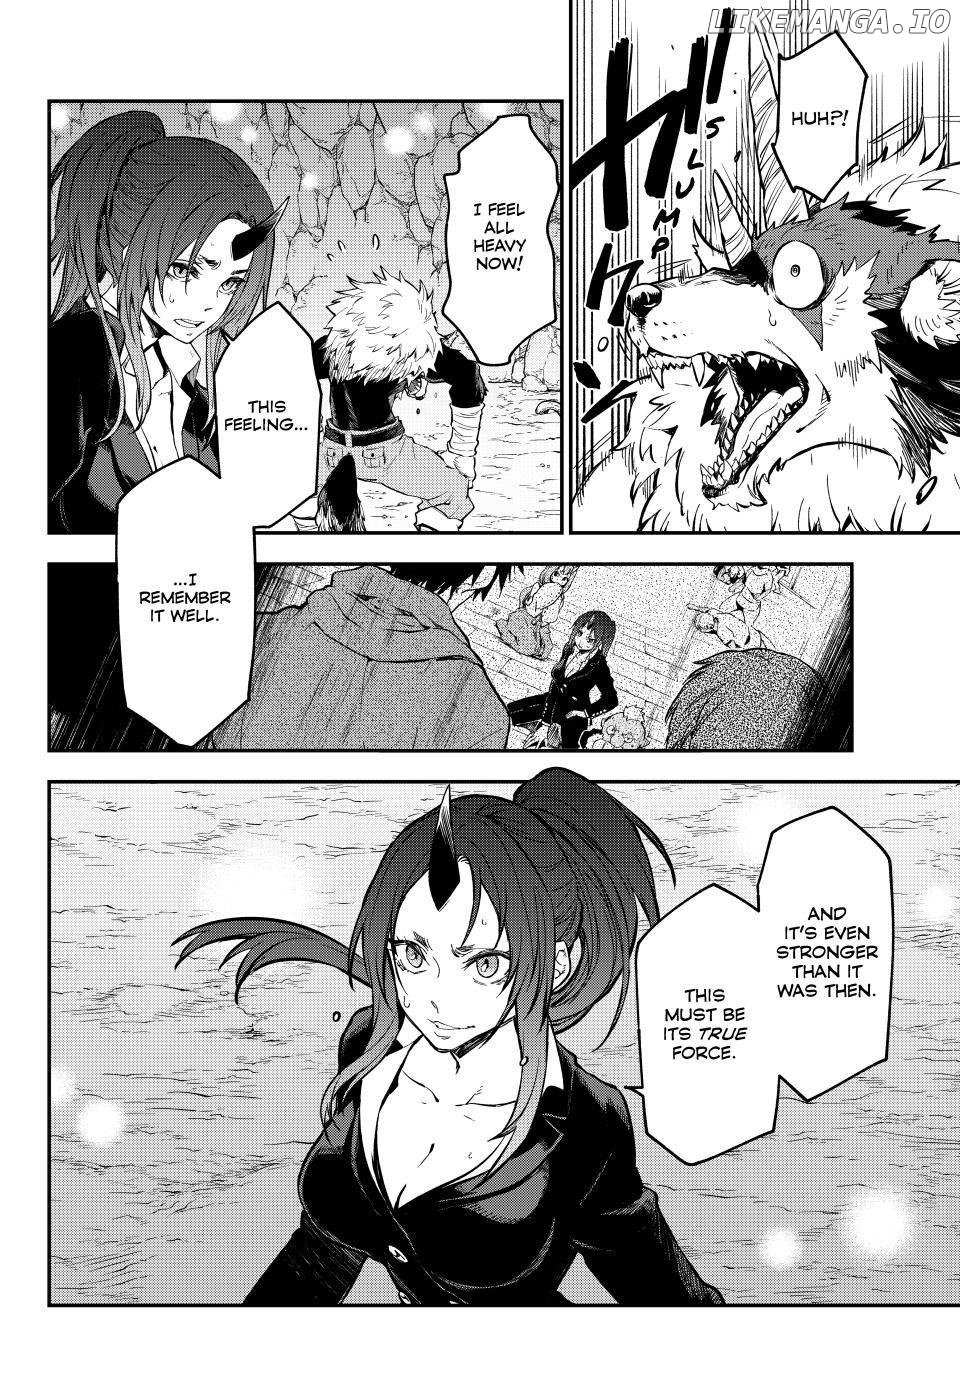 LIKEMANGA.IO
HUH?!
SLUMP
I FEEL
ALL
HEAVY
NOW!
THIS
FEELING...
...I
REMEMBER
IT WELL.
AND
IT'S EVEN
STRONGER
THAN IT
WAS THEN.
THIS
MUST BE
ITS TRUE
FORCE.